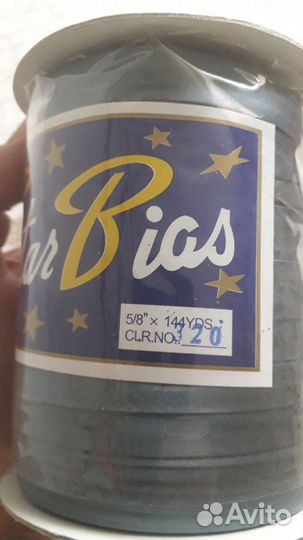 tar Bias
5/8" × 144YDS.
CLR.NO. 320
Avito